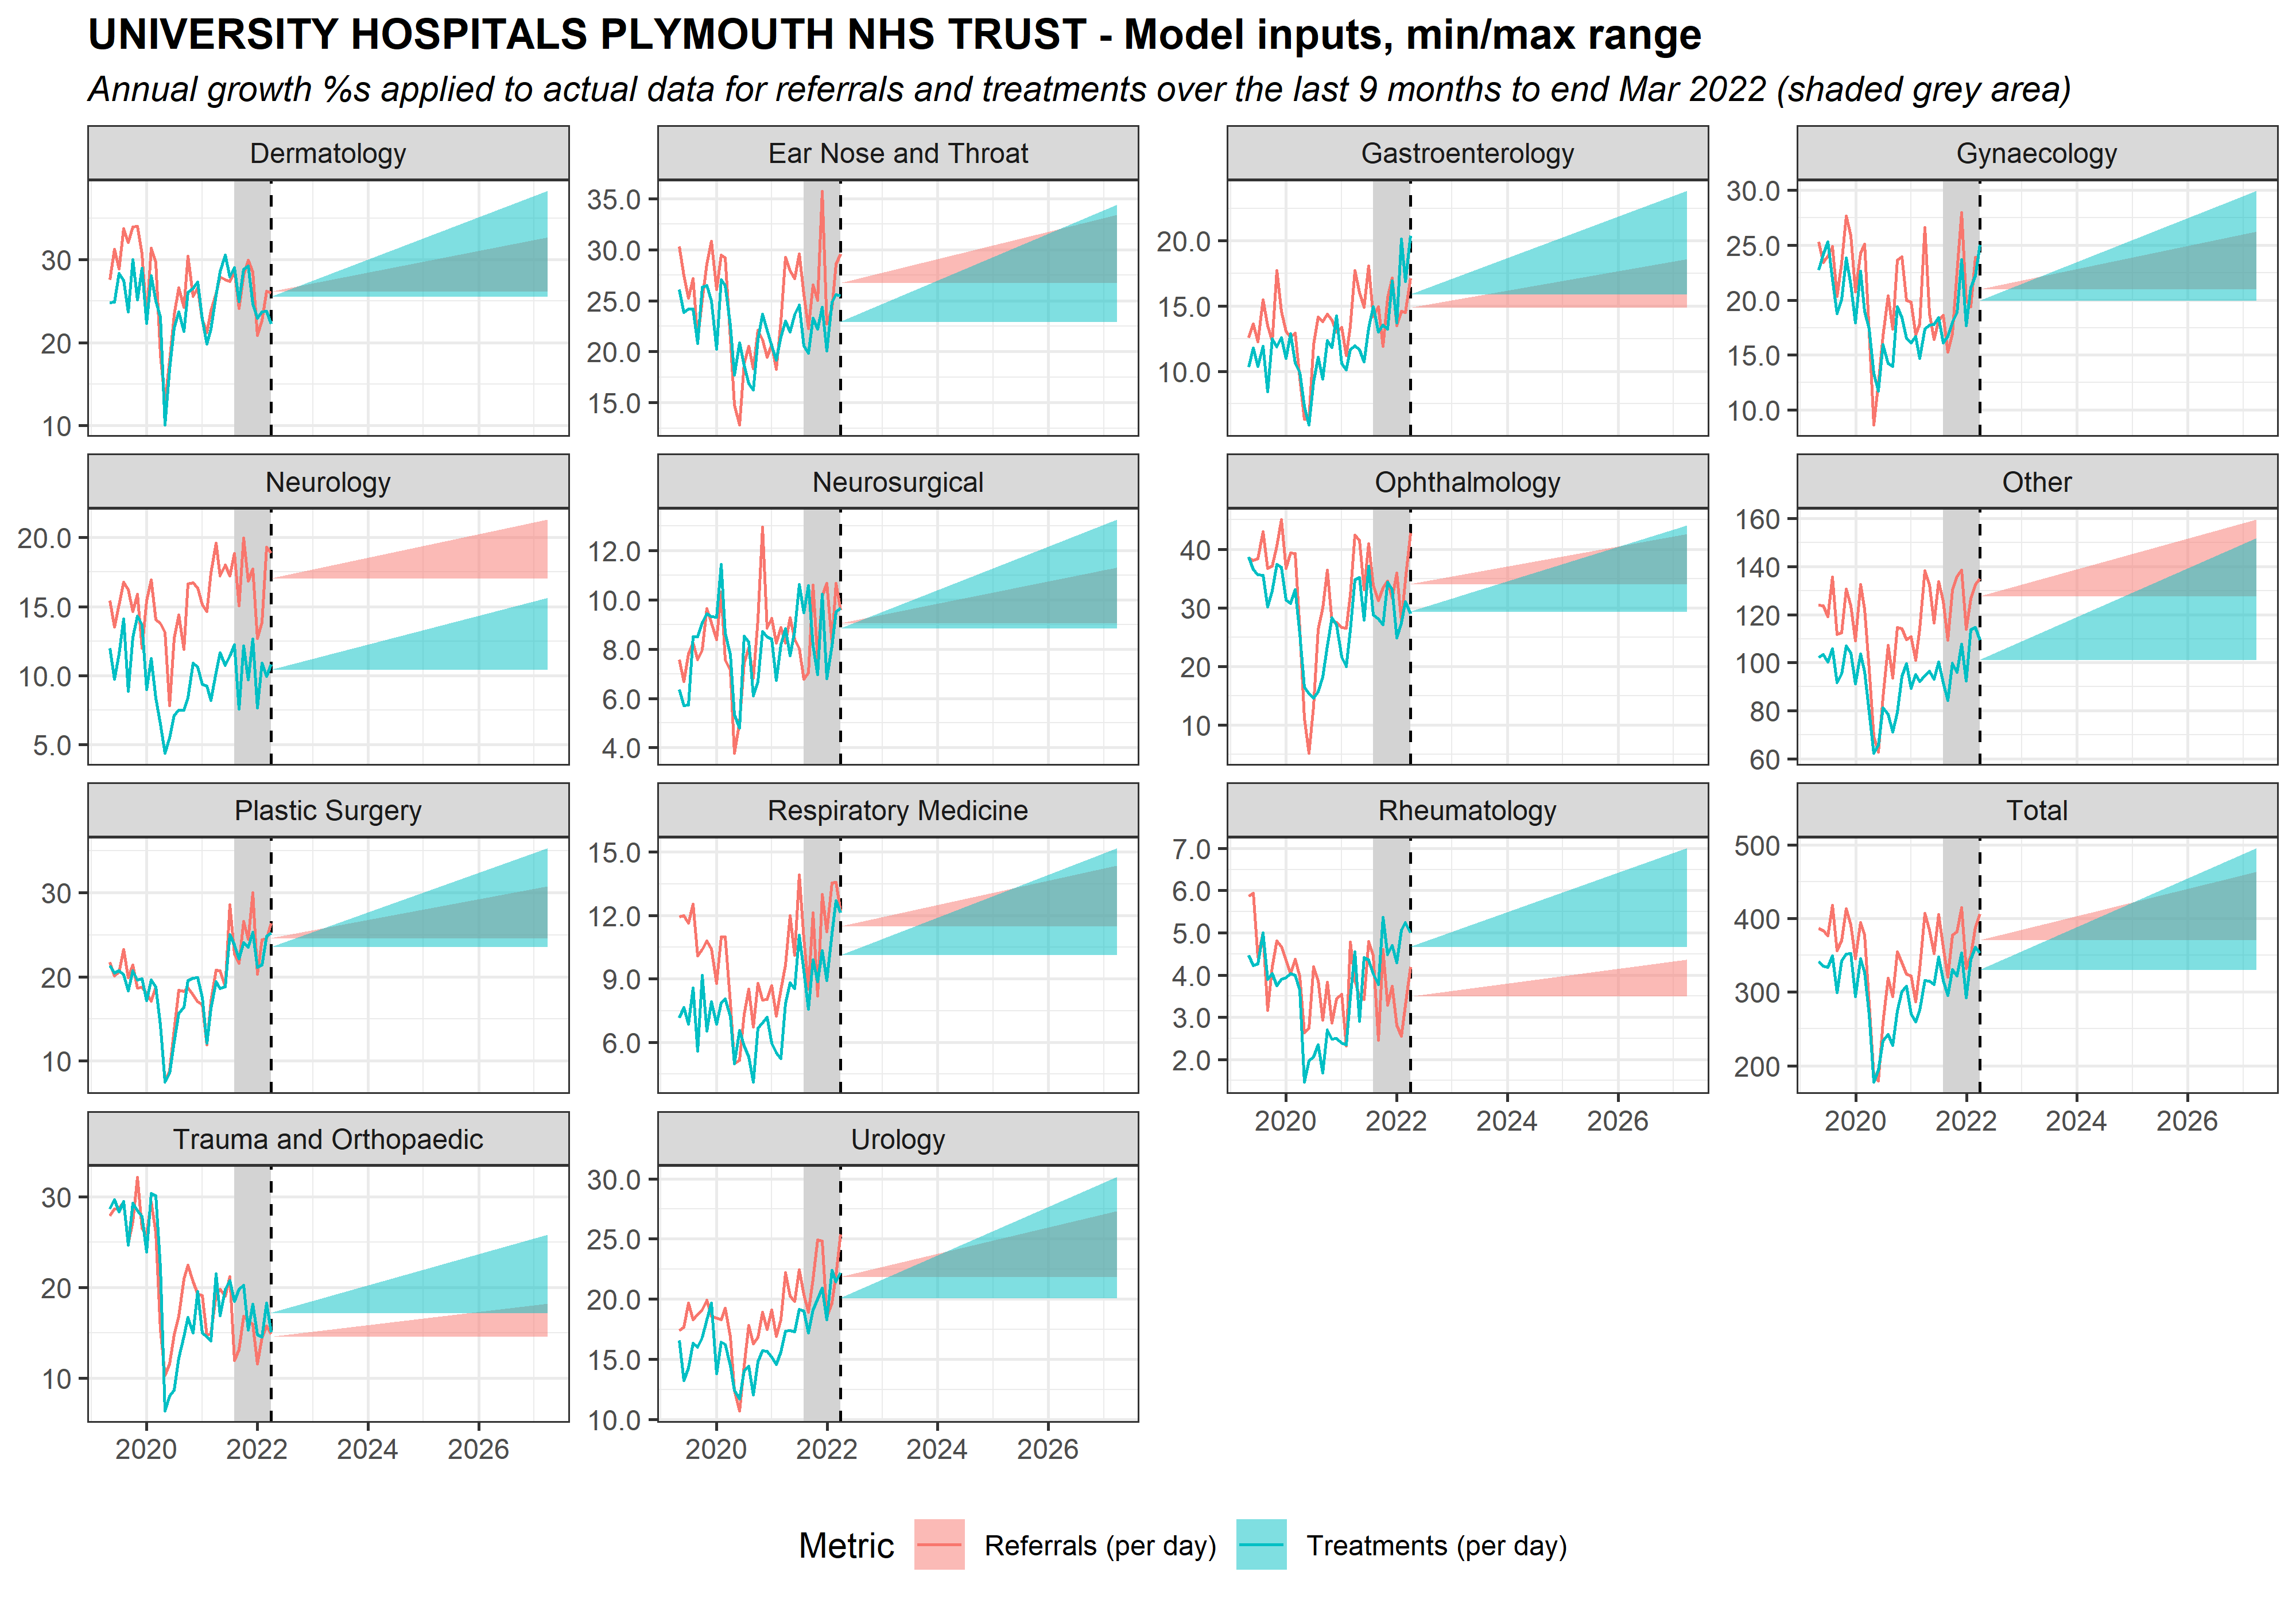 UNIVERSITY HOSPITALS PLYMOUTH NHS TRUST - Model inputs, min/max range
Annual growth %s applied to actual data for referrals and treatments over the last 9 months to end Mar 2022 (shaded grey area)
Dermatology
30
20
10
Ear Nose and Throat
35.0
30.0
25.0
20.0
15.0
Gastroenterology
20.0
15.0
10.0
Gynaecology
30.0
25.0
20.0
15.0
10.0
Neurology
20.0
15.0
10.0
5.0
Neurosurgical
12.0
10.0
8.0
6.0
4.0
Ophthalmology
40
30
20
10
Other
160
140
120
100
80
60
Plastic Surgery
30
20
10
Respiratory Medicine
15.0
12.0
9.0
6.0
Rheumatology
7.0
6.0
5.0
4.0
3.0
2.0
2020 2022 2024 2026
Total
500
400
300
200
2020 2022 2024 2026
Trauma and Orthopaedic
30
20
10
2020 2022 2024 2026
Urology
30.0
25.0
20.0
15.0
10.0
2020 2022 2024 2026
Metric Referrals (per day) Treatments (per day)